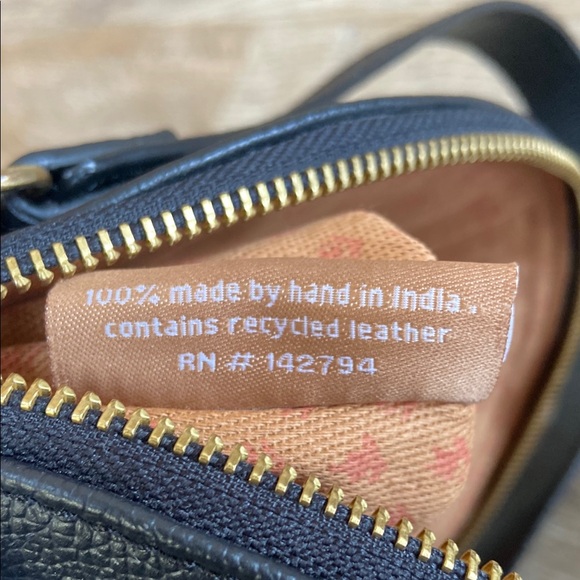 100% made by hand in India .
contains recycled leather
RN # 142794